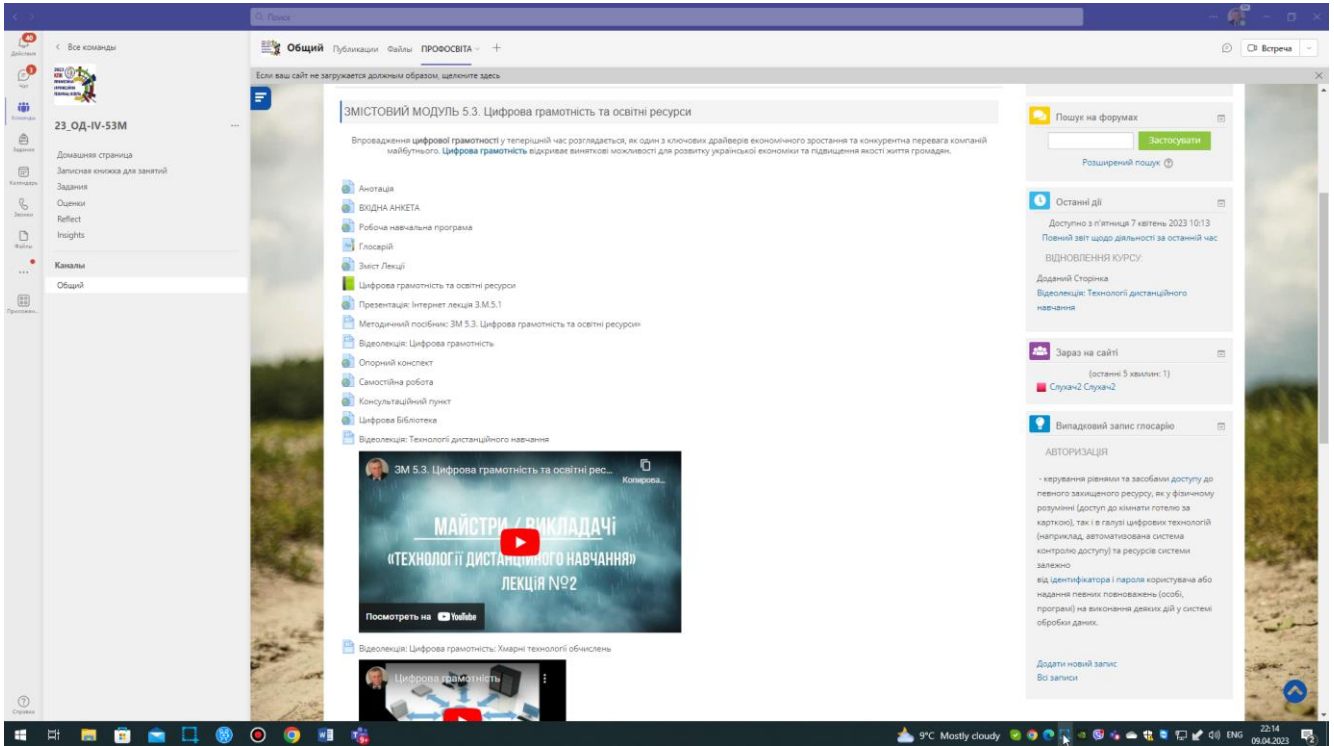 Поиск
Действия
Чат
Команды
Задания
Календарь
Звонки
Файлы
Справка
Все команды
23_ОД-IV-53М
Домашняя страница
Записная книжка для занятий
Задания
Оценки
Reflect
Insights
Каналы
Общий
Общий Публикации Файлы ПРОФОСВІТА
Встреча
Если ваш сайт не загружается должным образом, щелкните здесь
ЗМІСТОВИЙ МОДУЛЬ 5.3. Цифрова грамотність та освітні ресурси
Впровадження цифрової грамотності у теперішній час розглядається, як один з ключових драйверів економічного зростання та конкурентна перевага компаній
майбутнього. Цифрова грамотність відкриває виняткові можливості для розвитку української економіки та підвищення якості життя громадян.
Анотація
ВХІДНА АНКЕТА
Робоча навчальна програма
Глосарій
Зміст Лекції
Цифрова грамотність та освітні ресурси
Презентація: Інтернет лекція З.М.5.1
Методичний посібник: ЗМ 5.3. Цифрова грамотність та освітні ресурси»
Відеолекція: Цифрова грамотність
Опорний конспект
Самостійна робота
Консультаційний пункт
Цифрова Бібліотека
Відеолекція: Технології дистанційного навчання
ЗМ 5.3. Цифрова грамотність та освітні рес...
Копирова...
МАЙСТРИ / ВИКЛАДАЧі
«ТЕХНОЛОГіЇ ДИСТАНЦІЙНОГО НАВЧАННЯ»
ЛЕКЦіЯ №2
Посмотреть на YouTube
Відеолекція: Цифрова грамотність: Хмарні технології обчислень
Цифрова грамотність
Пошук на форумах
Застосувати
Розширений пошук
Останні дії
Доступно з п'ятниця 7 квітень 2023 10:13
Повний звіт щодо діяльності за останній час
ВІДНОВЛЕННЯ КУРСУ:
Доданий Сторінка
Відеолекція: Технології дистанційного
навчання
Зараз на сайті
(останні 5 хвилин: 1)
Слухач2 Слухач2
Випадковий запис глосарію
АВТОРИЗАЦІЯ
- керування рівнями та засобами доступу до
певного захищеного ресурсу, як у фізичному
розумінні (доступ до кімнати готелю за
карткою), так і в галузі цифрових технологій
(наприклад, автоматизована система
контролю доступу) та ресурсів системи
залежно
від ідентифікатора і пароля користувача або
надання певних повноважень (особі,
програмі) на виконання деяких дій у системі
обробки даних.
Додати новий запис
Всі записи
9°C Mostly cloudy
ENG
22:14
09.04.2023